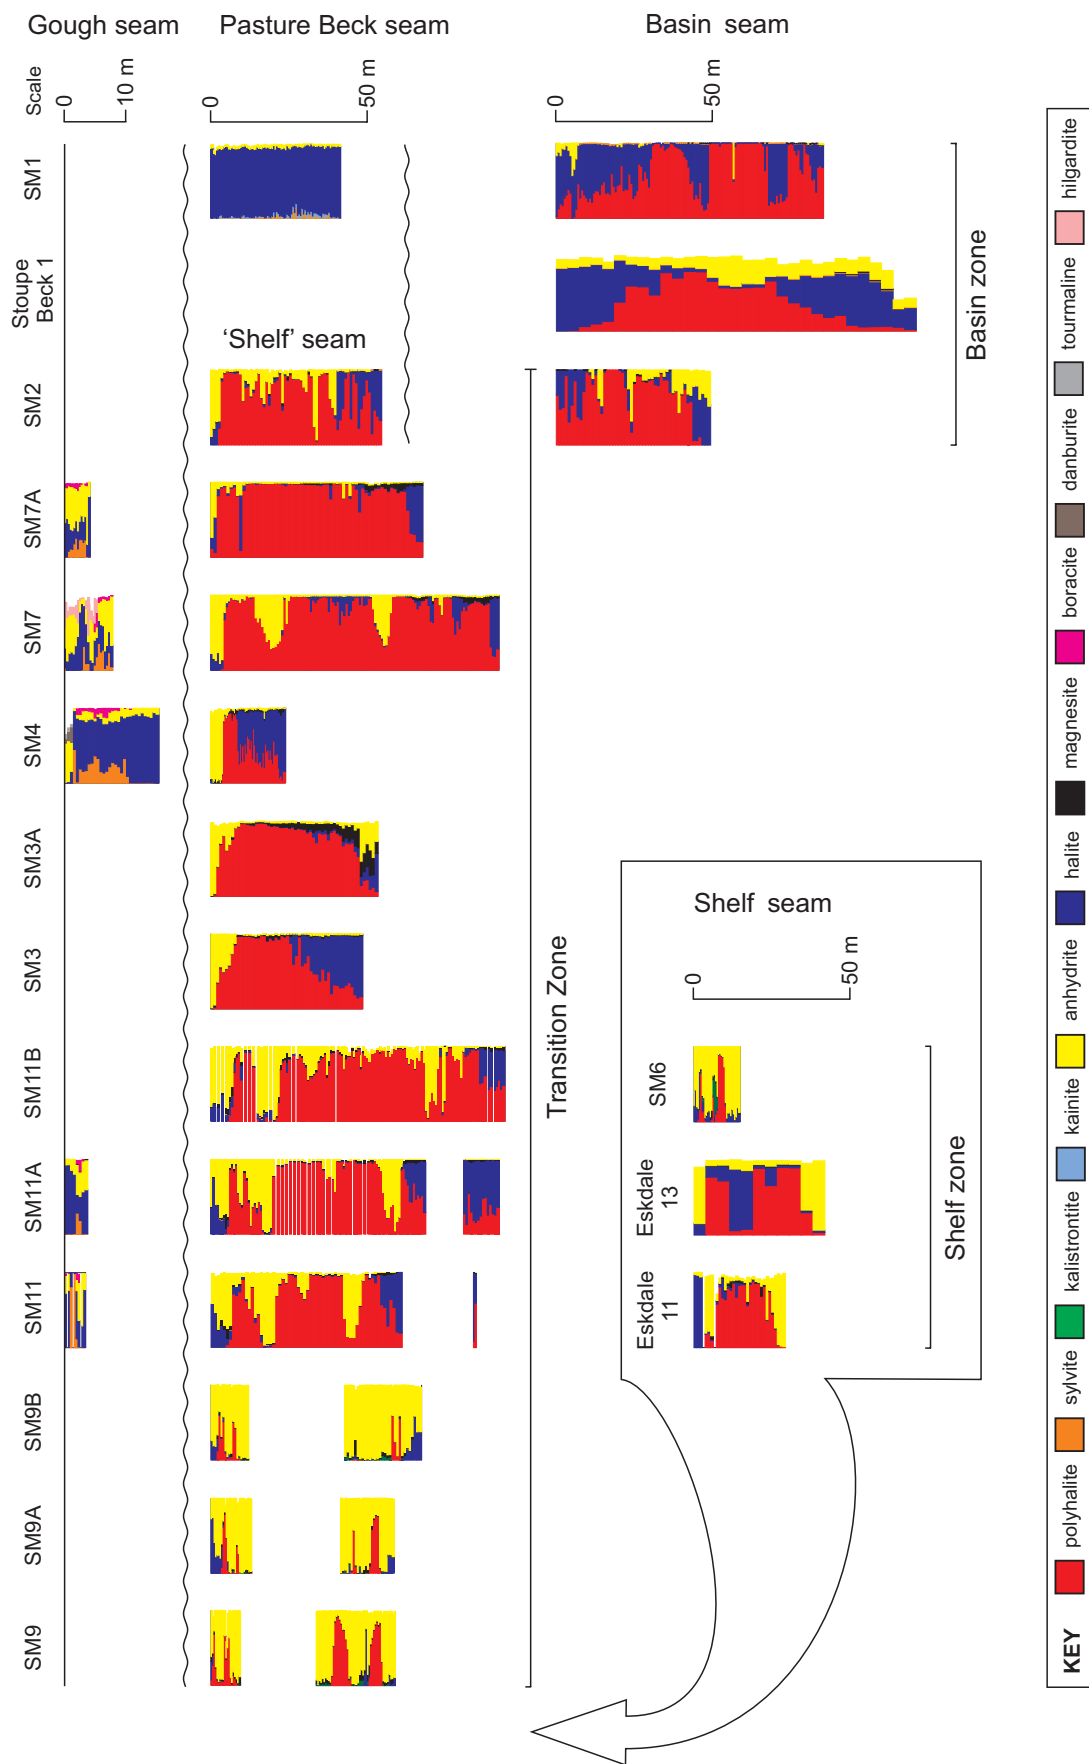 Gough seam
Pasture Beck seam
Basin seam
Scale
0
10 m
0
50 m
0
50 m
SM1
Stoupe
Beck 1
SM2
SM7A
SM7
SM4
SM3A
SM3
SM11B
SM11A
SM11
SM9B
SM9A
SM9
‘Shelf’ seam
Basin zone
Transition Zone
Shelf seam
0
50 m
SM6
Eskdale
13
Eskdale
11
Shelf zone
KEY
polyhalite
sylvite
kalistrontite
kainite
anhydrite
halite
magnesite
boracite
danburite
tourmaline
hilgardite